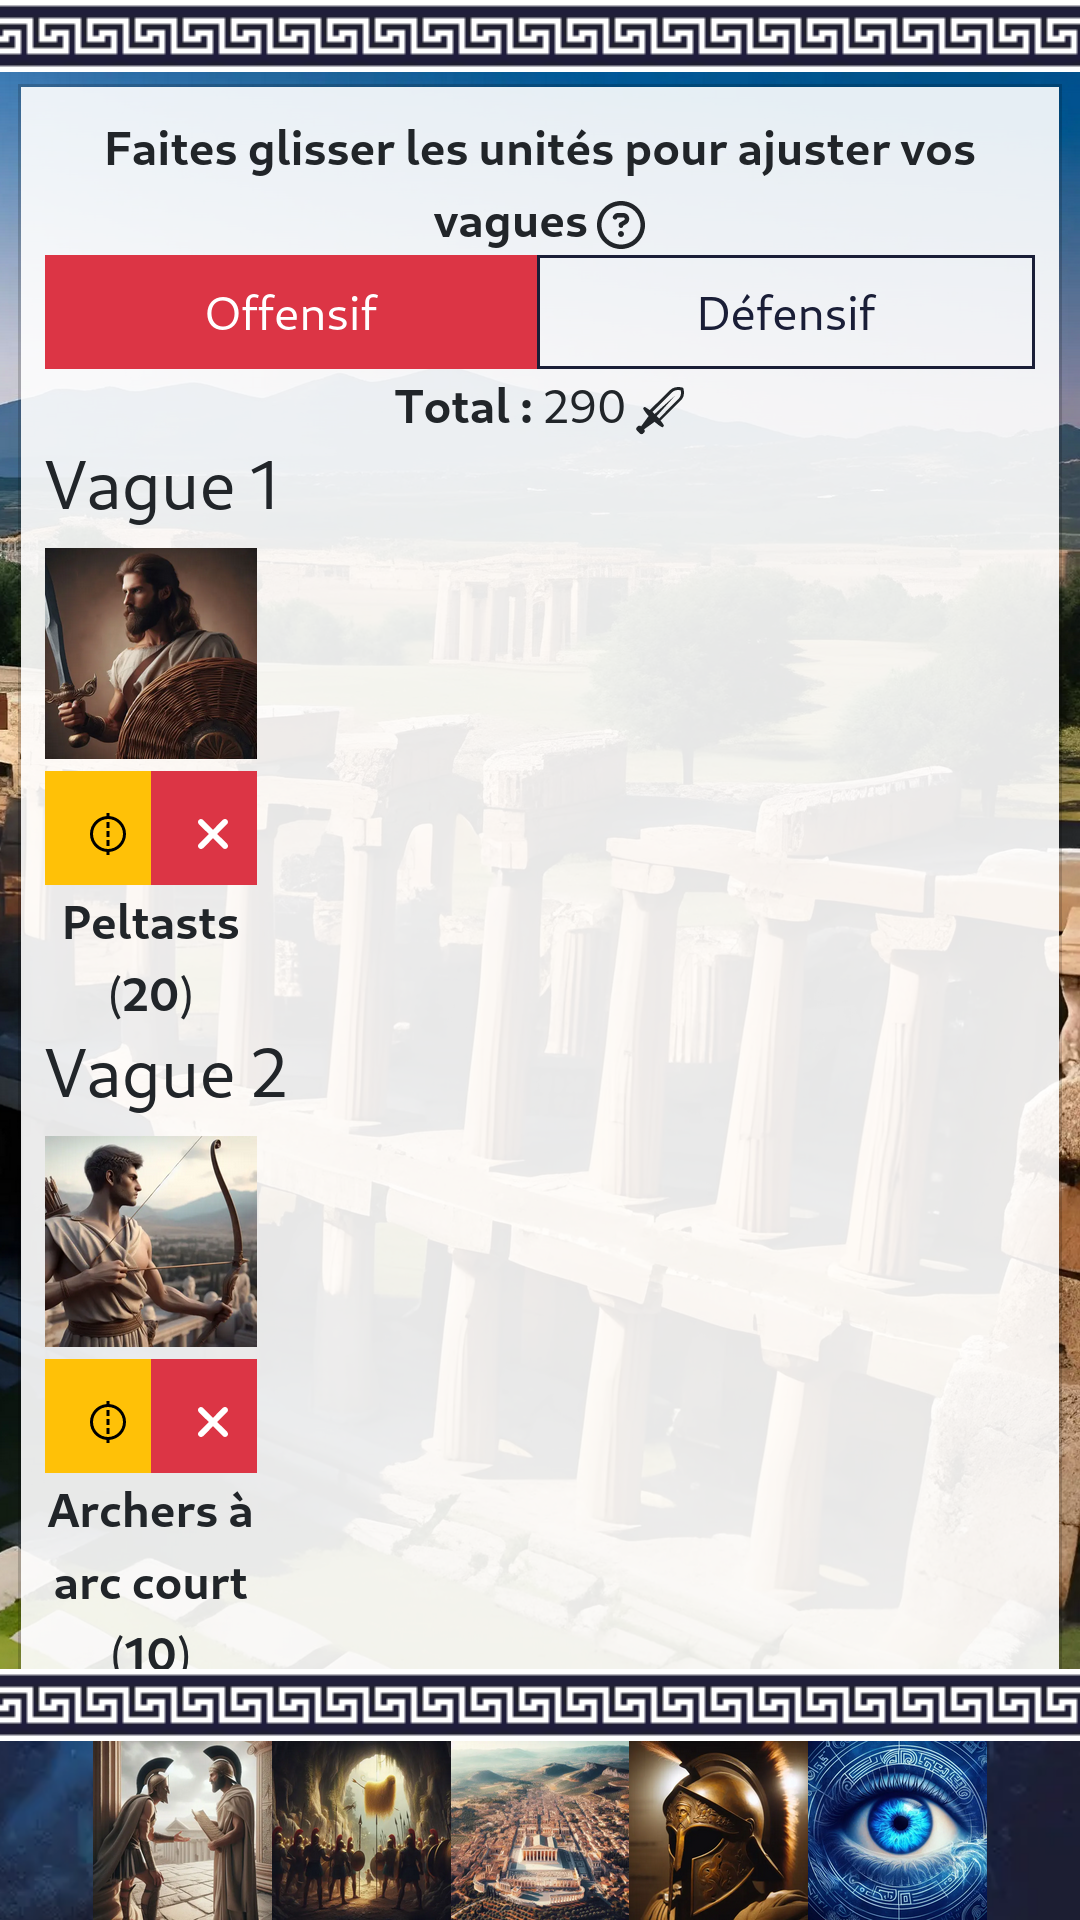 Faites glisser les unités pour ajuster vos
vagues ?
Offensif
Défensif
Total : 290
Vague 1
Peltasts
(20)
Vague 2
Archers à
arc court
(10)